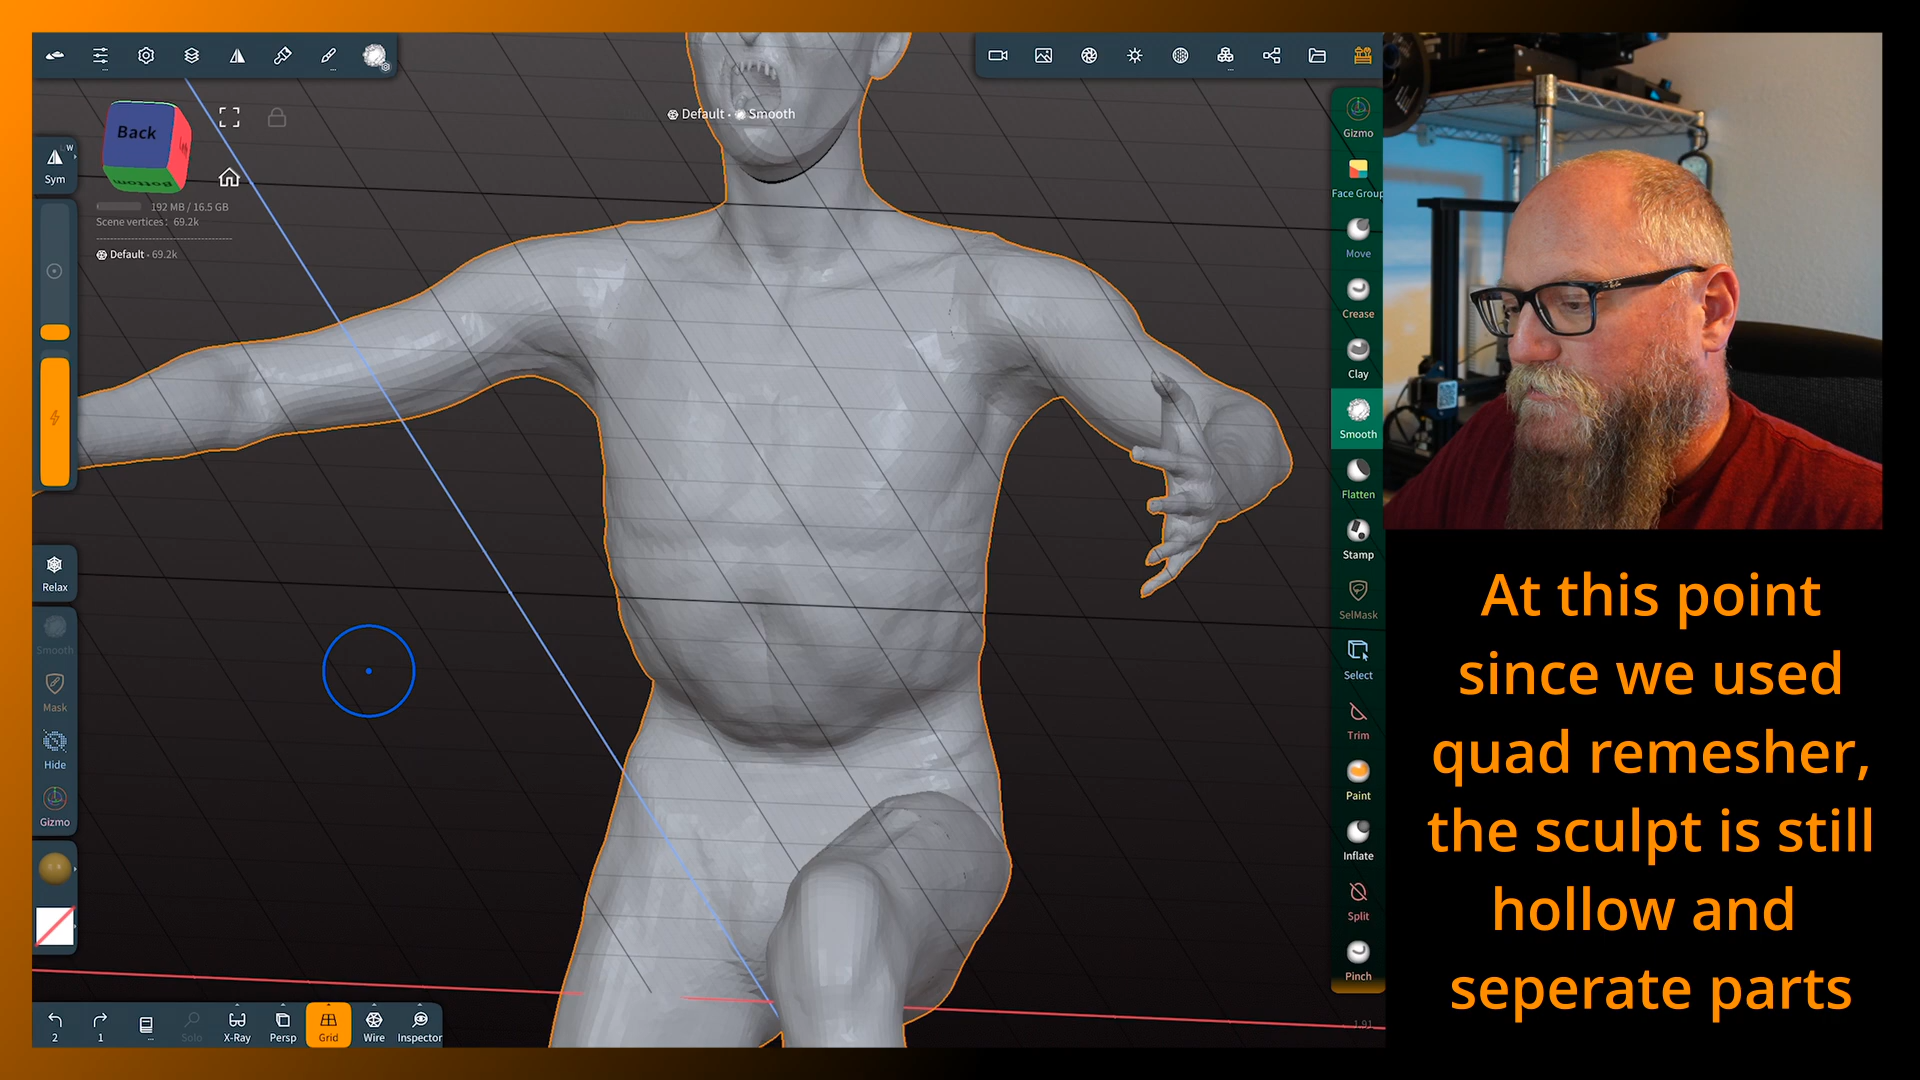 Default • Smooth
Back
Bottom
W
Sym
192 MB / 16.5 GB
Scene vertices: 69.2k
Default • 69.2k
Relax
Smooth
Mask
Hide
Gizmo
2
1
...
Solo
X-Ray
Persp
Grid
Wire
Inspector
Gizmo
Face Group
Move
Crease
Clay
Smooth
Flatten
Stamp
SelMask
Select
Trim
Paint
Inflate
Split
Pinch
1.91
At this point
since we used
quad remesher,
the sculpt is still
hollow and
seperate parts